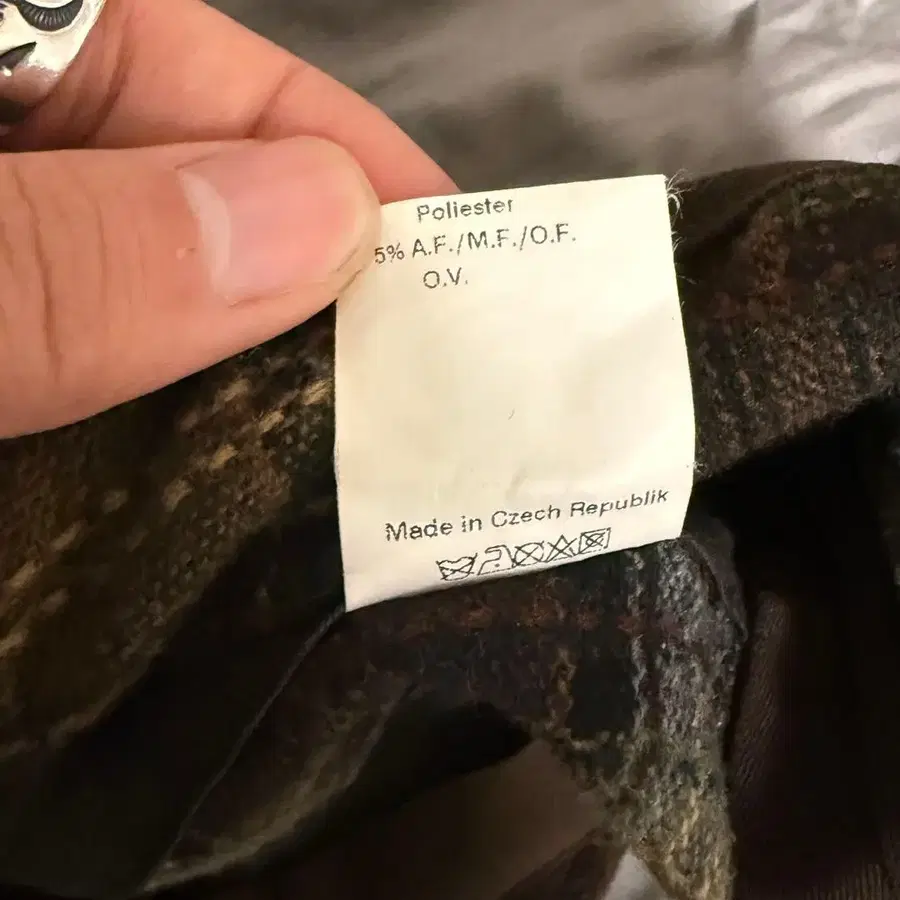 Poliester
5% A.F./M.F./O.F.
O.V.
Made in Czech Republik